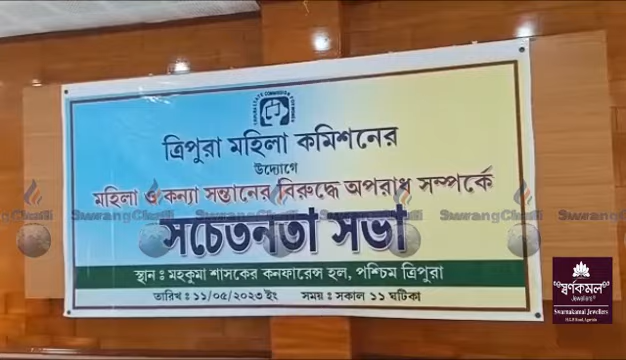 ত্রিপুরা মহিলা কমিশনের
উদ্যোগে
মহিলা ও কন্যা সন্তানের বিরুদ্ধে অপরাধ সম্পর্কে
সচেতনতা সভা
স্থান : মহকুমা শাসকের কনফারেন্স হল, পশ্চিম ত্রিপুরা
তারিখ : ১১/০৫/২০২৩ ইং সময় : সকাল ১১ ঘটিকা
স্বর্ণকমল
Jewellers
Swarnakamal Jewellers